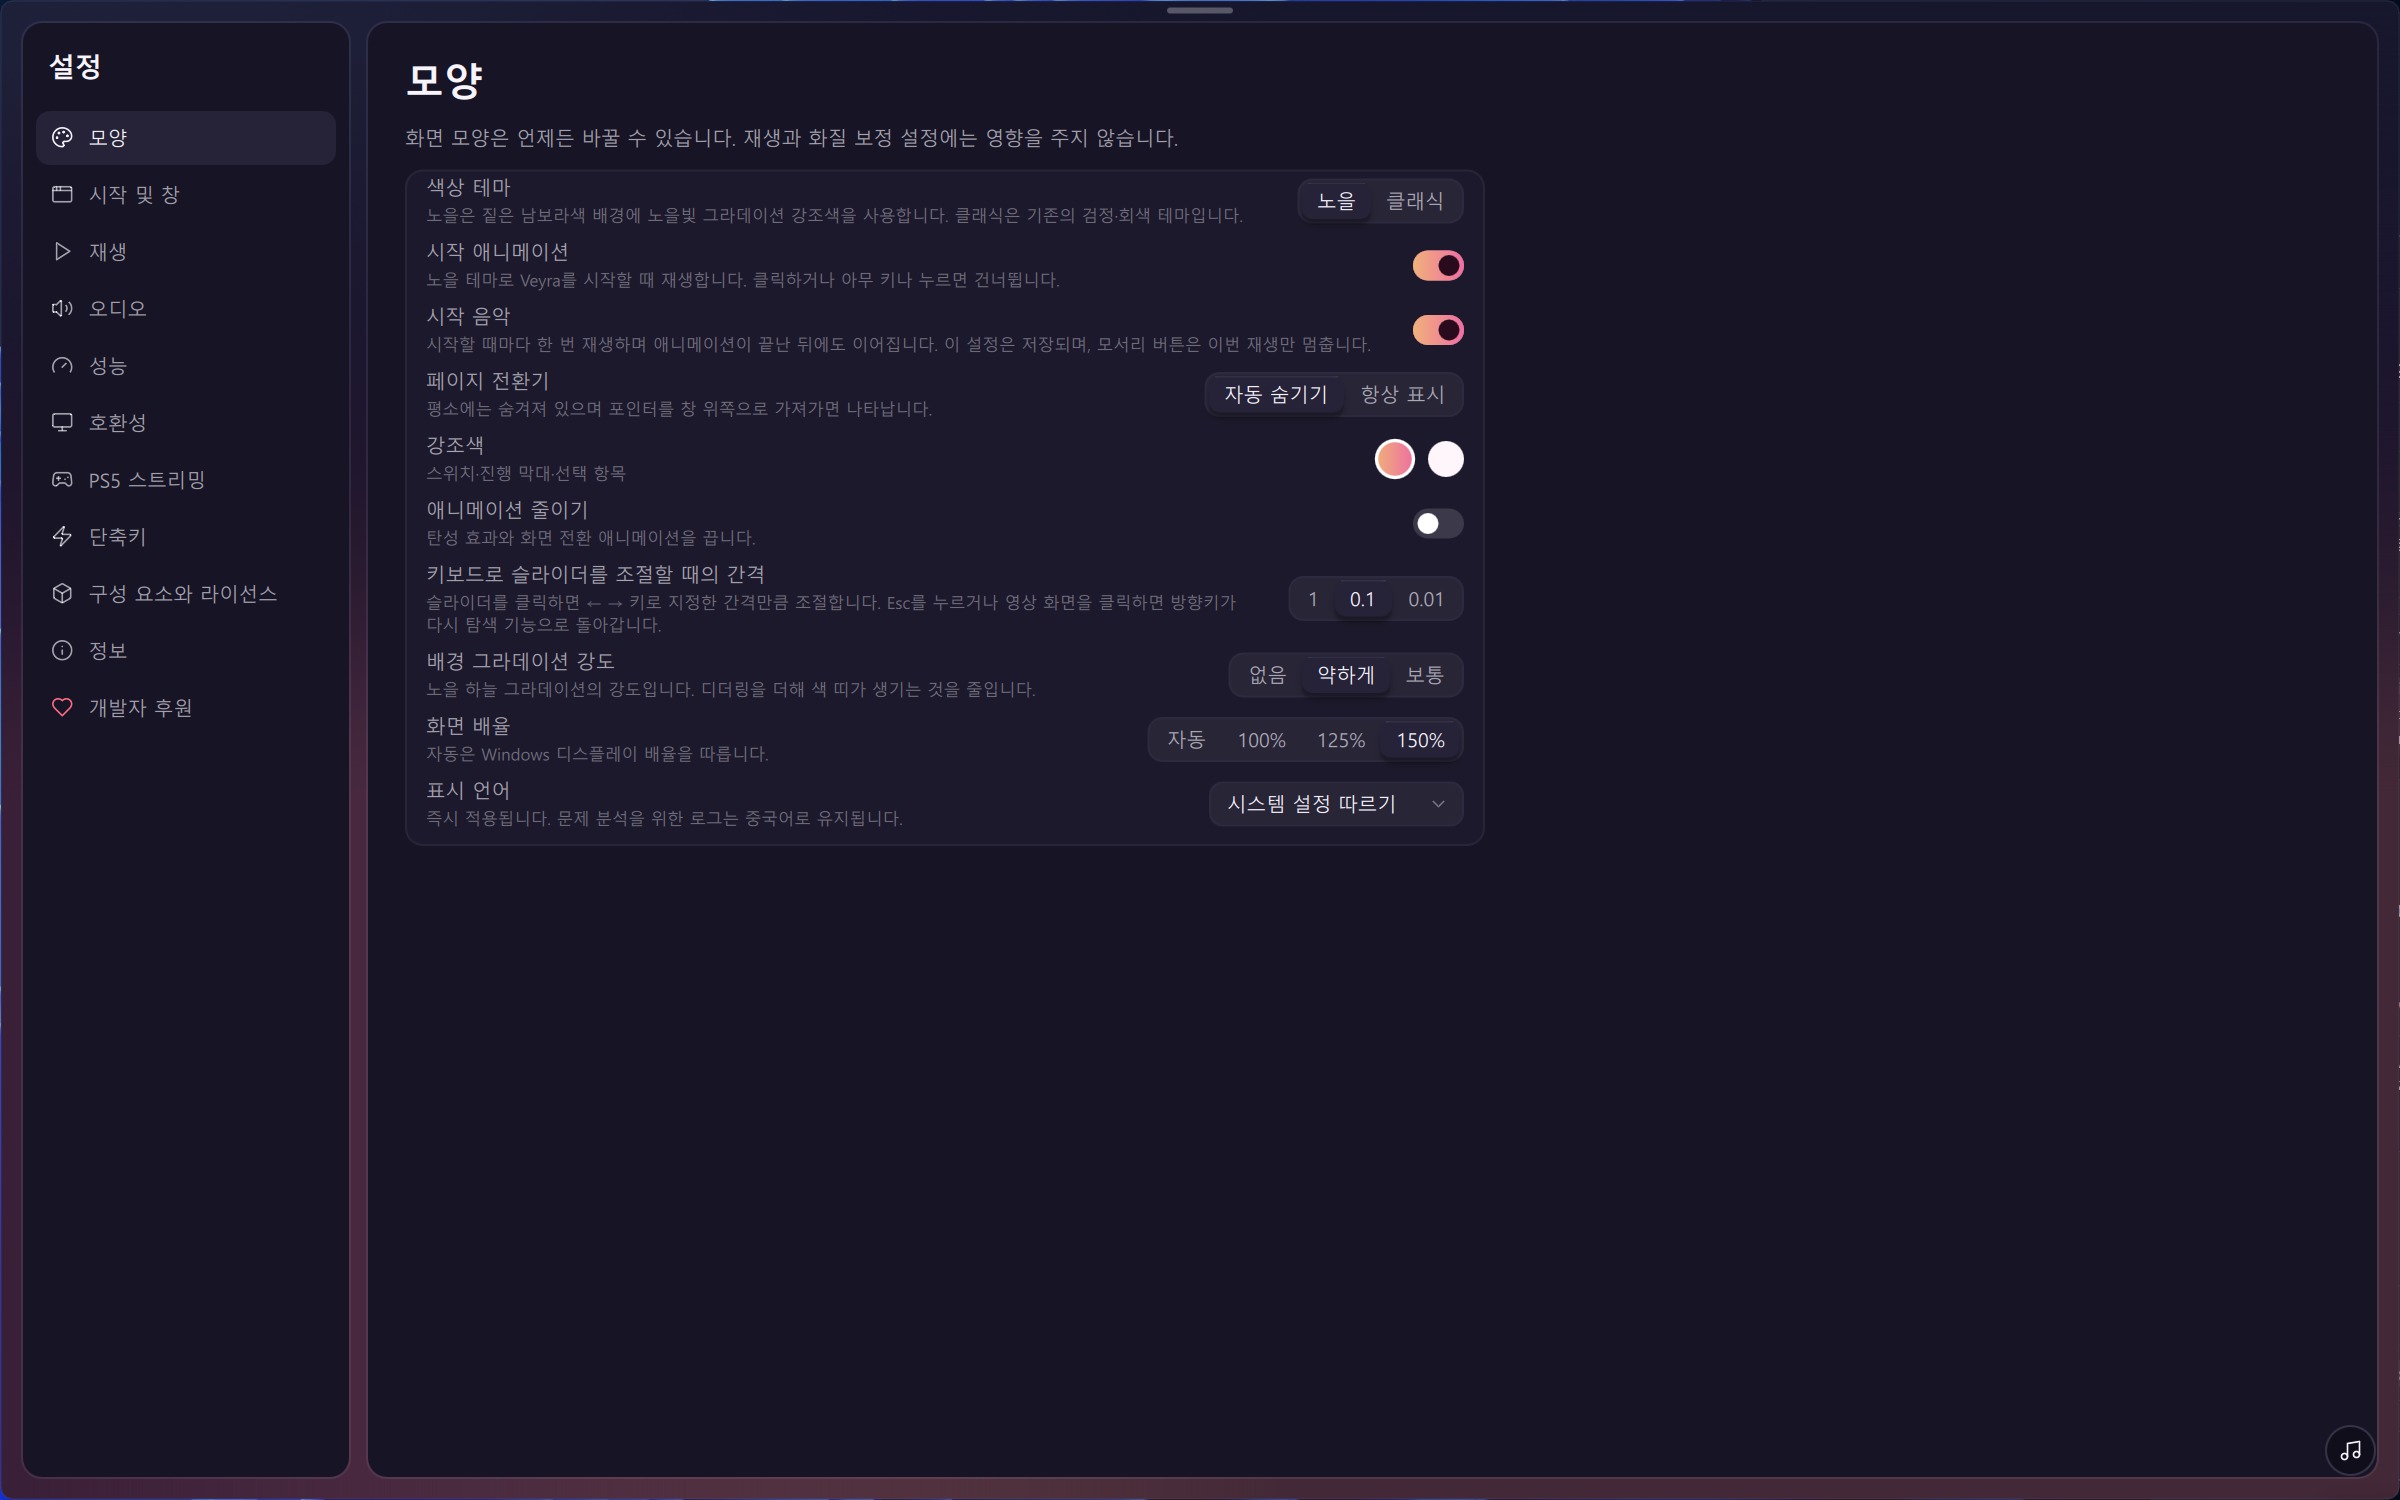 설정
모양
시작 및 창
재생
오디오
성능
호환성
PS5 스트리밍
단축키
구성 요소와 라이선스
정보
개발자 후원
모양
화면 모양은 언제든 바꿀 수 있습니다. 재생과 화질 보정 설정에는 영향을 주지 않습니다.
색상 테마
노을은 짙은 남보라색 배경에 노을빛 그라데이션 강조색을 사용합니다. 클래식은 기존의 검정·회색 테마입니다.
노을 클래식
시작 애니메이션
노을 테마로 Veyra를 시작할 때 재생합니다. 클릭하거나 아무 키나 누르면 건너뜁니다.
시작 음악
시작할 때마다 한 번 재생하며 애니메이션이 끝난 뒤에도 이어집니다. 이 설정은 저장되며, 모서리 버튼은 이번 재생만 멈춥니다.
페이지 전환기
평소에는 숨겨져 있으며 포인터를 창 위쪽으로 가져가면 나타납니다.
자동 숨기기 항상 표시
강조색
스위치·진행 막대·선택 항목
애니메이션 줄이기
탄성 효과와 화면 전환 애니메이션을 끕니다.
키보드로 슬라이더를 조절할 때의 간격
슬라이더를 클릭하면 ← → 키로 지정한 간격만큼 조절합니다. Esc를 누르거나 영상 화면을 클릭하면 방향키가
다시 탐색 기능으로 돌아갑니다.
1 0.1 0.01
배경 그라데이션 강도
노을 하늘 그라데이션의 강도입니다. 디더링을 더해 색 띠가 생기는 것을 줄입니다.
없음 약하게 보통
화면 배율
자동은 Windows 디스플레이 배율을 따릅니다.
자동 100% 125% 150%
표시 언어
즉시 적용됩니다. 문제 분석을 위한 로그는 중국어로 유지됩니다.
시스템 설정 따르기